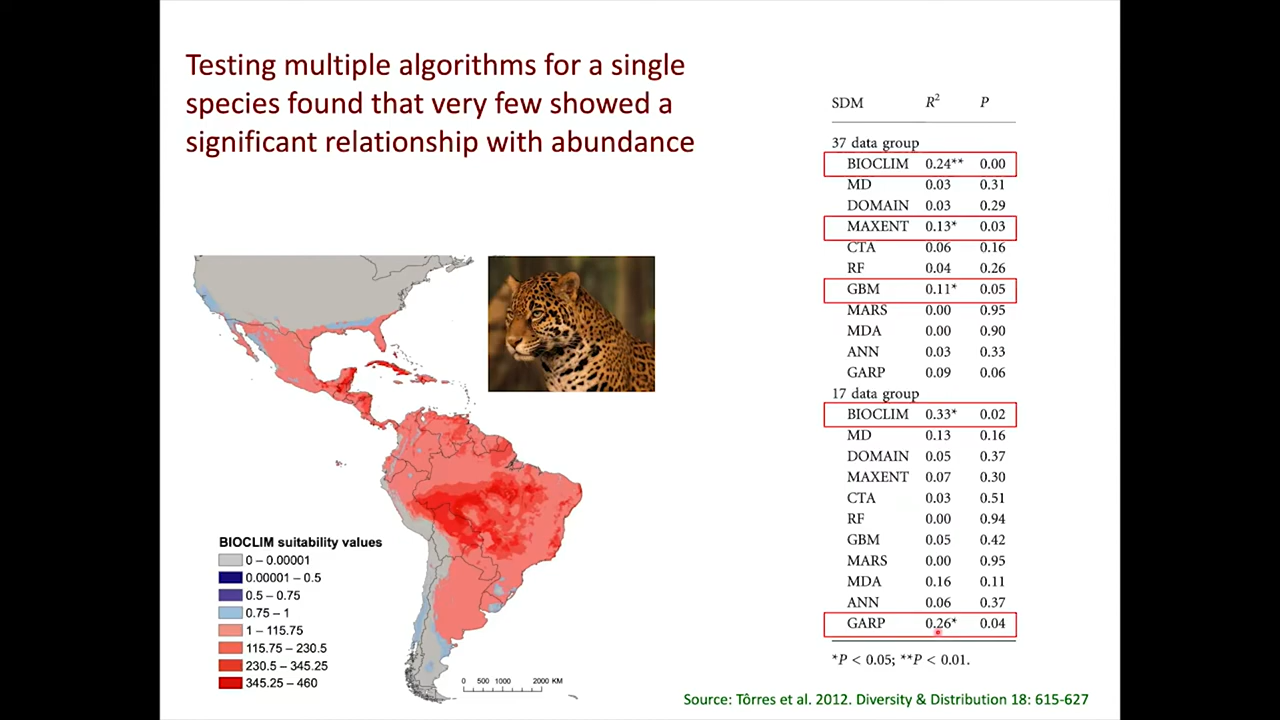 Testing multiple algorithms for a single
species found that very few showed a
significant relationship with abundance
SDM R² P
37 data group
BIOCLIM 0.24** 0.00
MD 0.03 0.31
DOMAIN 0.03 0.29
MAXENT 0.13* 0.03
CTA 0.06 0.16
RF 0.04 0.26
GBM 0.11* 0.05
MARS 0.00 0.95
MDA 0.00 0.90
ANN 0.03 0.33
GARP 0.09 0.06
17 data group
BIOCLIM 0.33* 0.02
MD 0.13 0.16
DOMAIN 0.05 0.37
MAXENT 0.07 0.30
CTA 0.03 0.51
RF 0.00 0.94
GBM 0.05 0.42
MARS 0.00 0.95
MDA 0.16 0.11
ANN 0.06 0.37
GARP 0.26* 0.04
*P < 0.05; **P < 0.01.
BIOCLIM suitability values
0 – 0.00001
0.00001 – 0.5
0.5 – 0.75
0.75 – 1
1 – 115.75
115.75 – 230.5
230.5 – 345.25
345.25 – 460
0 500 1000 2000 KM
Source: Tôrres et al. 2012. Diversity & Distribution 18: 615-627